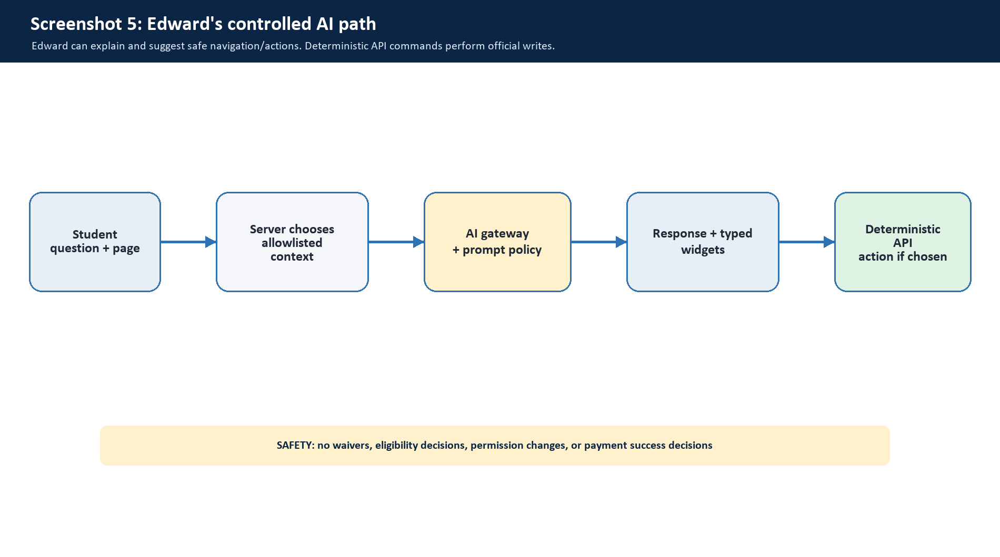 Screenshot 5: Edward's controlled AI path
Edward can explain and suggest safe navigation/actions. Deterministic API commands perform official writes.
Student
question + page
Server chooses
allowlisted
context
AI gateway
+ prompt policy
Response + typed
widgets
Deterministic
API
action if chosen
SAFETY: no waivers, eligibility decisions, permission changes, or payment success decisions